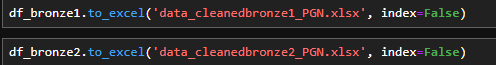 df_bronze1.to_excel('data_cleanedbronze1_PGN.xlsx', index=False)
df_bronze2.to_excel('data_cleanedbronze2_PGN.xlsx', index=False)